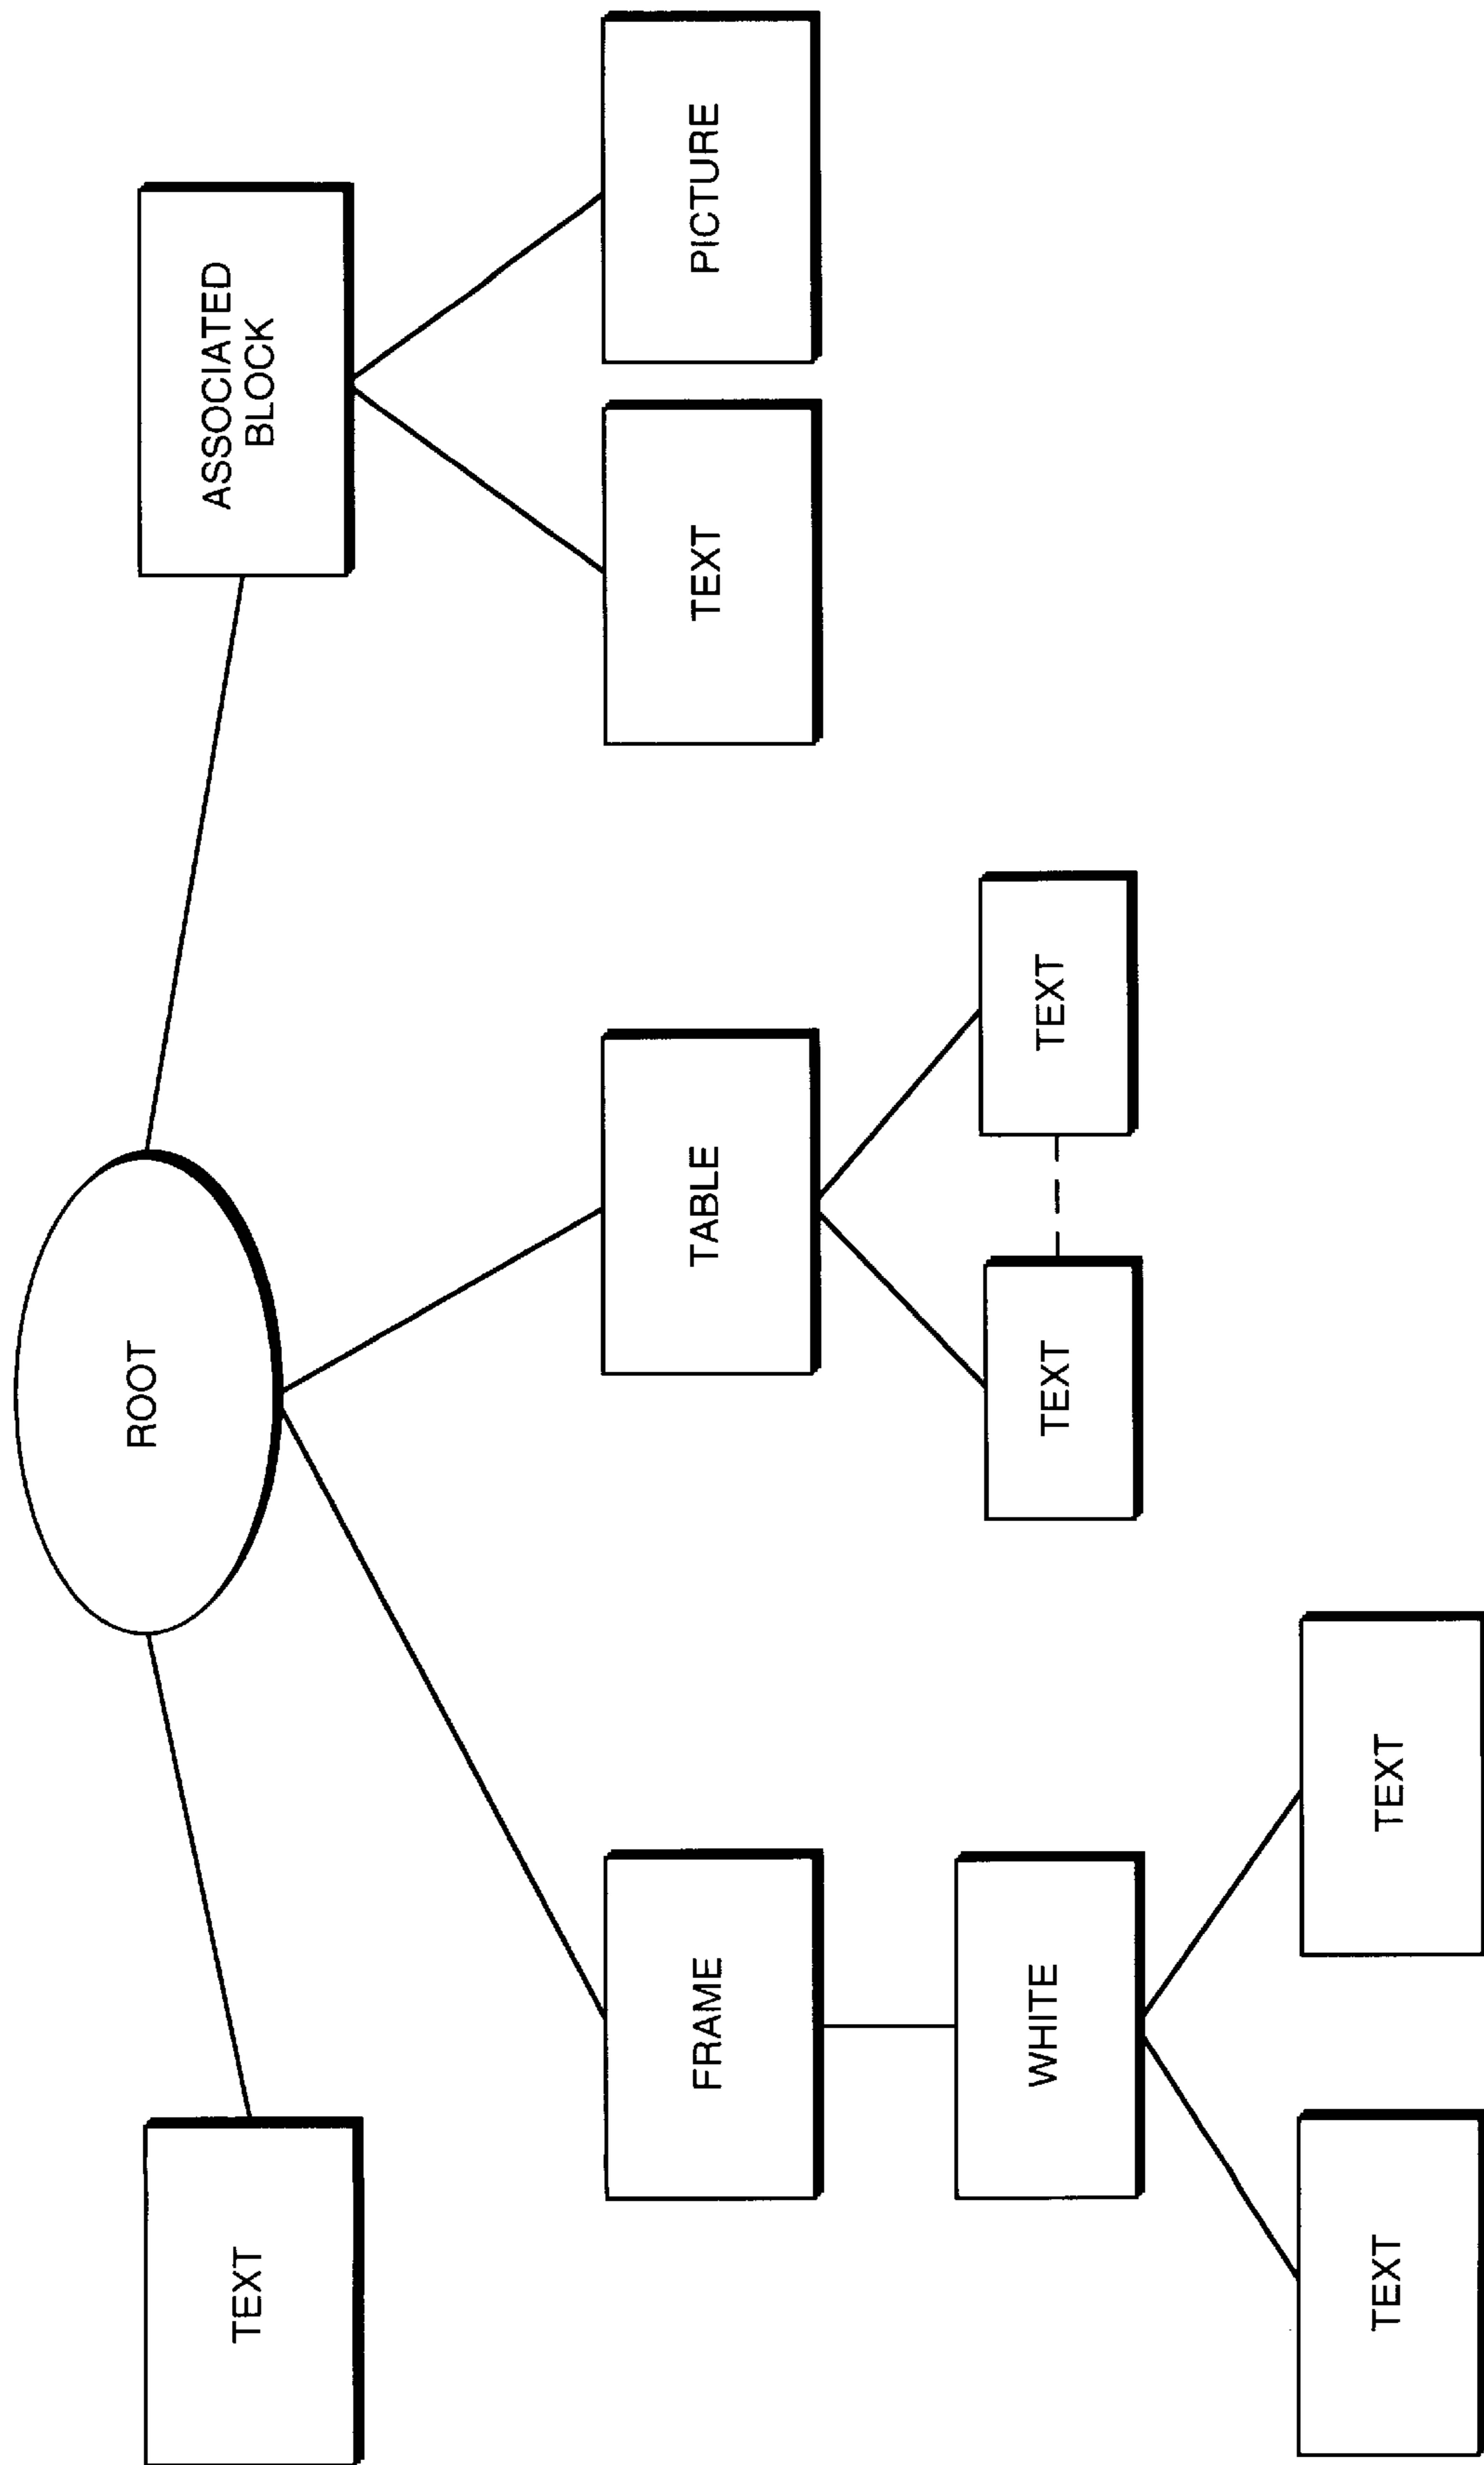 ROOT
TEXT
ASSOCIATED
BLOCK
FRAME
TABLE
TEXT
PICTURE
WHITE
TEXT
TEXT
TEXT
TEXT